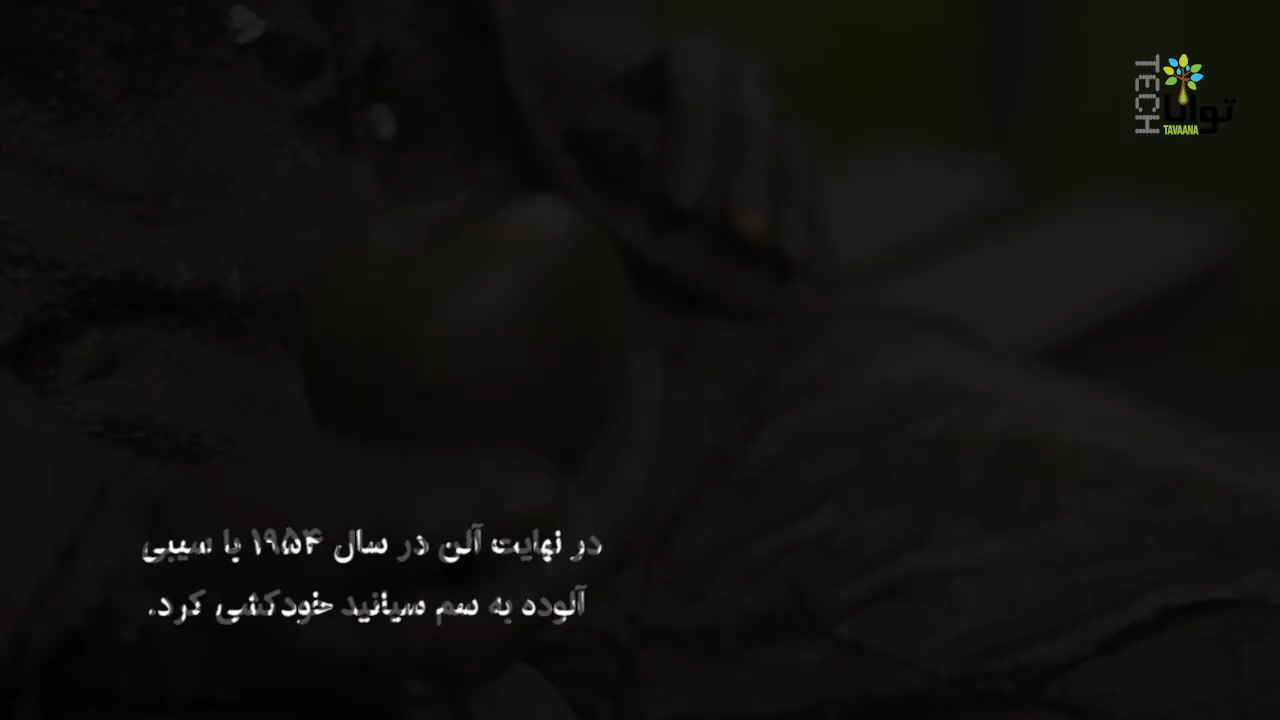 TECH
توانا
TAVAANA
در نهایت آلن در سال ۱۹۵۴ با سیبی
آلوده به سم سیانید خودکشی کرد.